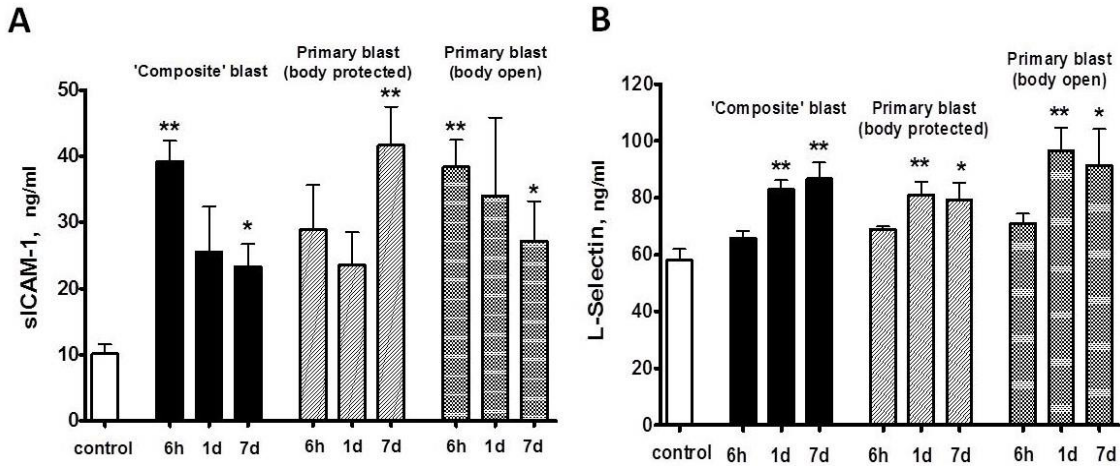 A
'Composite' blast
Primary blast
(body protected)
Primary blast
(body open)
sICAM-1, ng/ml
50
40
30
20
10
0
** * ** ** *
control 6h 1d 7d 6h 1d 7d 6h 1d 7d
B
'Composite' blast
Primary blast
(body protected)
Primary blast
(body open)
L-Selectin, ng/ml
120
100
80
60
40
20
0
** ** ** * ** *
control 6h 1d 7d 6h 1d 7d 6h 1d 7d